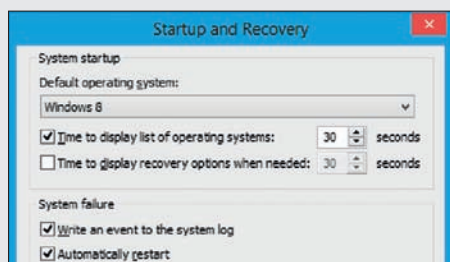 Startup and Recovery
System startup
Default operating system:
Windows 8
Time to display list of operating systems: 30 seconds
Time to display recovery options when needed: 30 seconds
System failure
Write an event to the system log
Automatically restart